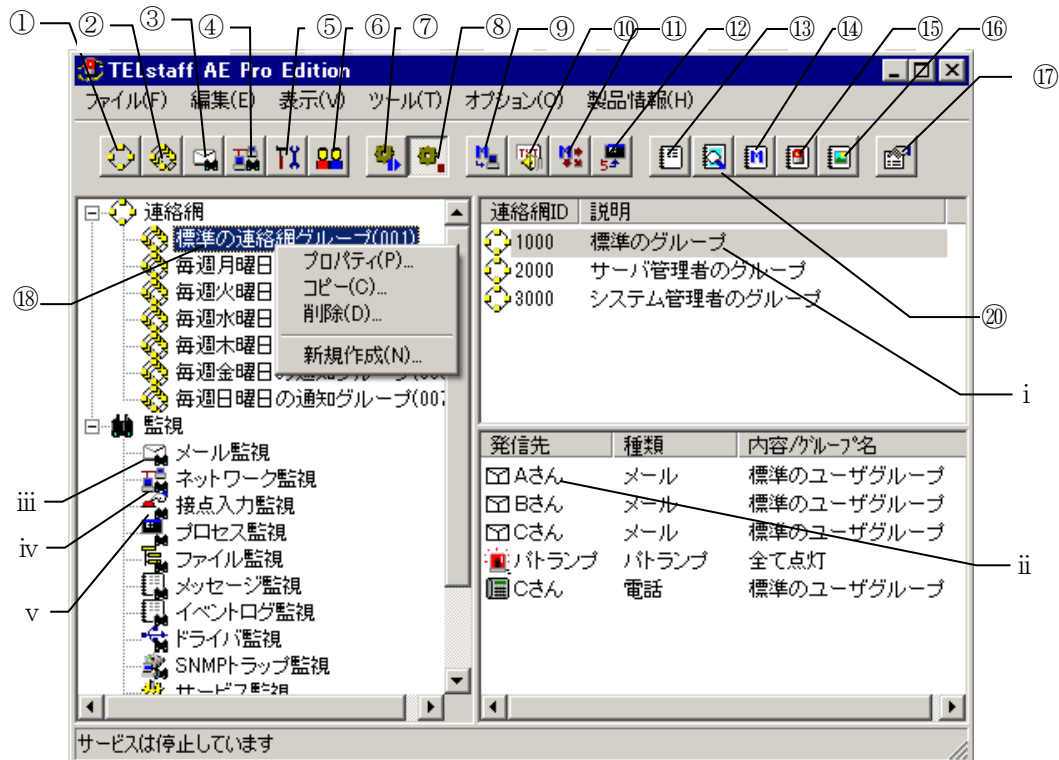 ① ② ③ ④ ⑤ ⑥ ⑦ ⑧ ⑨ ⑩ ⑪ ⑫ ⑬ ⑭ ⑮ ⑯
⑰
TELstaff AE Pro Edition
ファイル(F) 編集(E) 表示(V) ツール(T) オプション(O) 製品情報(H)
連絡網
標準の連絡網グループ(001)
毎週月曜日
毎週火曜日
毎週水曜日
毎週木曜日
毎週金曜日の通知グループ(00
毎週日曜日の通知グループ(007
プロパティ(P)...
コピー(C)...
削除(D)...
新規作成(N)...
⑱
監視
メール監視
ネットワーク監視
接点入力監視
プロセス監視
ファイル監視
メッセージ監視
イベントログ監視
ドライバ監視
SNMPトラップ監視
サービス監視
iii
iv
v
連絡網ID 説明
1000 標準のグループ
2000 サーバ管理者のグループ
3000 システム管理者のグループ
⑳
i
発信先 種類 内容/グループ名
Aさん メール 標準のユーザグループ
Bさん メール 標準のユーザグループ
Cさん メール 標準のユーザグループ
パトランプ パトランプ 全て点灯
Cさん 電話 標準のユーザグループ
ii
サービスは停止しています